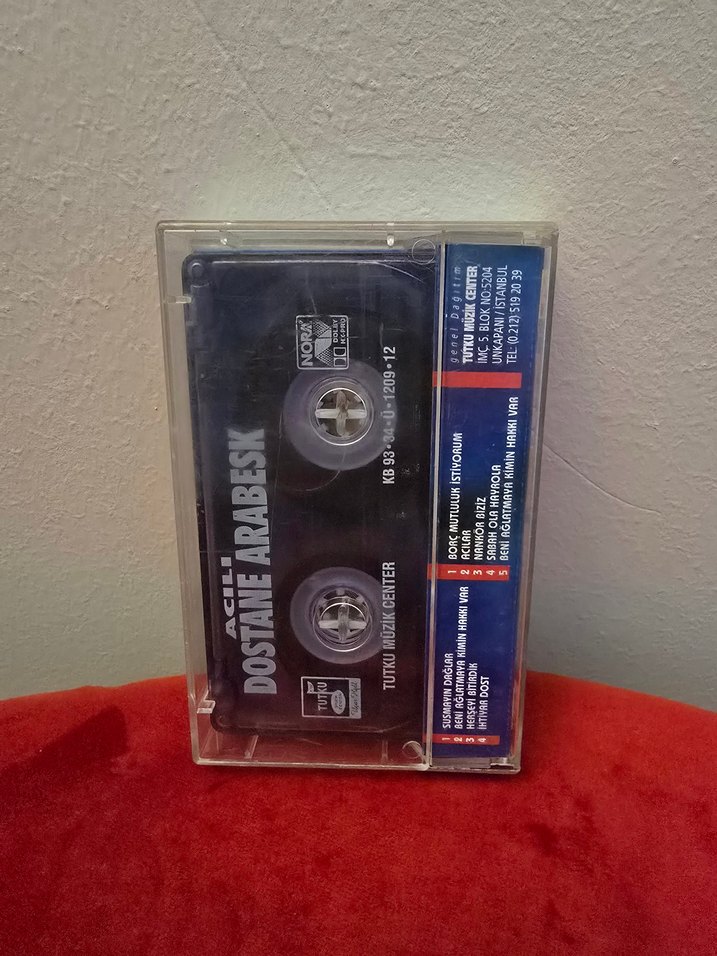 ACILI
DOSTANE ARABESK
NORA
DOLBY
HX PRO
KB 93•34•Ü•1209•12
TUTKU MÜZİK CENTER
TUTKU
genel Dağıtım
TUTKU MÜZİK CENTER
İMÇ. 5. BLOK NO:5204
UNKAPANI / İSTANBUL
TEL: (0.212) 519 20 39
1 SUSMAYIN DAĞLAR
2 BENİ AĞLATMAYA KİMİN HAKKI VAR
3 HERŞEYİ BİTİRDİK
4 İHTİYAR DOST
1 BORÇ MUTLULUK İSTİYORUM
2 ACILAR
3 NANKÖR BİZİZ
4 SABAH OLA HAYROLA
5 BENİ AĞLATMAYA KİMİN HAKKI VAR